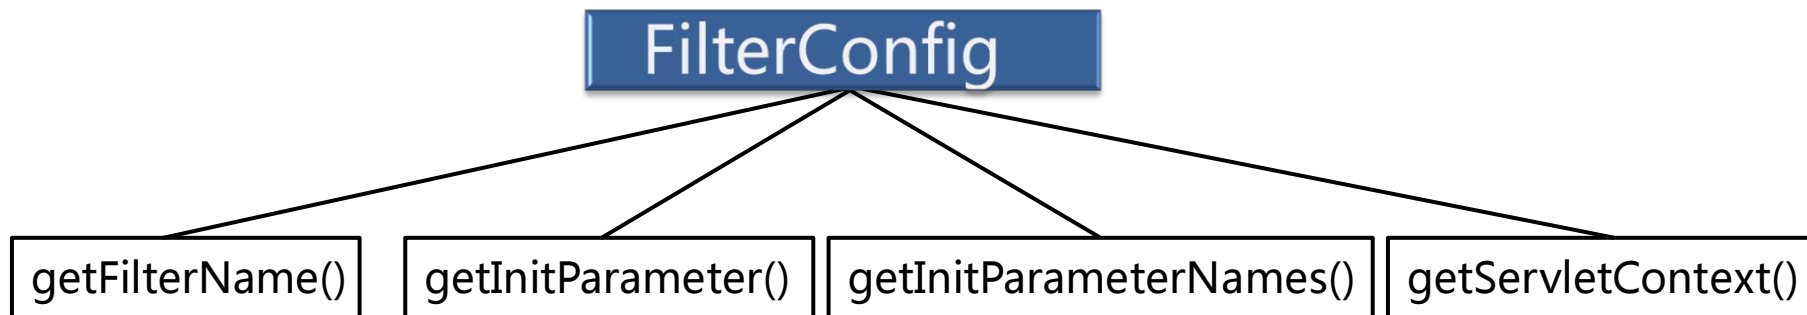 FilterConfig
getFilterName()
getInitParameter()
getInitParameterNames()
getServletContext()